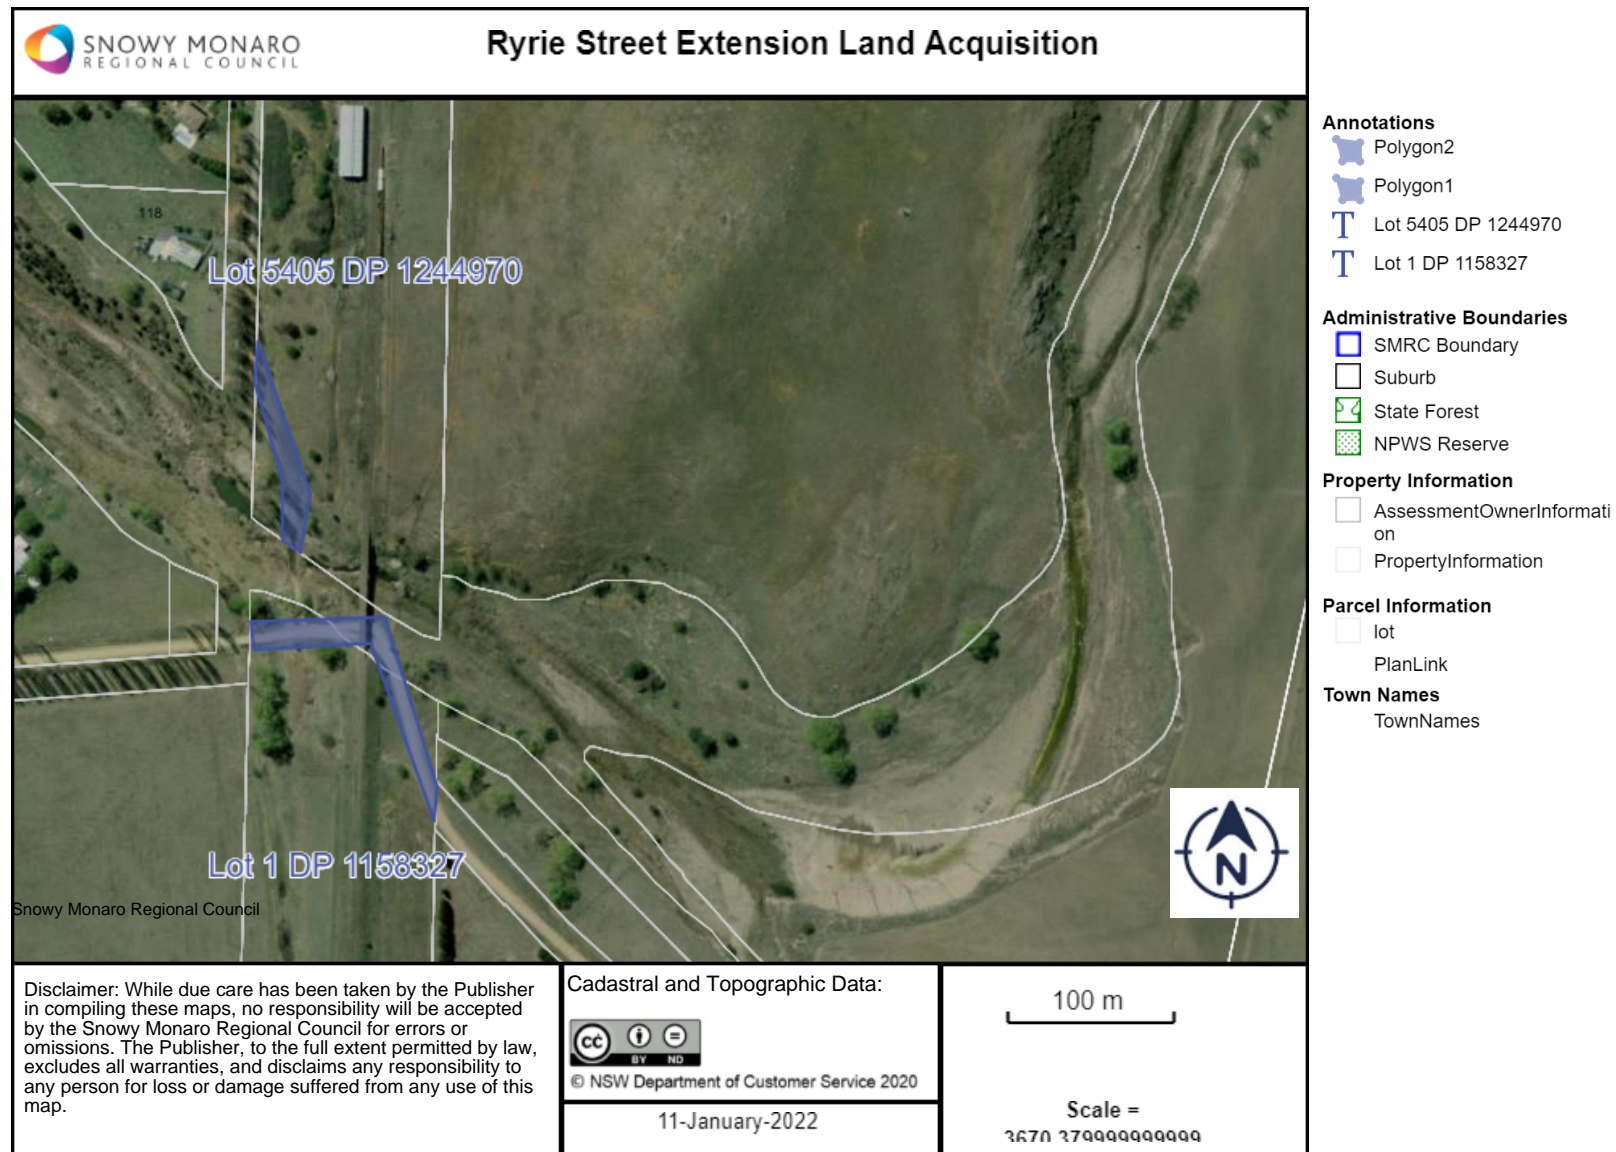 SNOWY MONARO
REGIONAL COUNCIL
Ryrie Street Extension Land Acquisition
118
Lot 5405 DP 1244970
Lot 1 DP 1158327
Snowy Monaro Regional Council
N
Annotations
Polygon2
Polygon1
T Lot 5405 DP 1244970
T Lot 1 DP 1158327
Administrative Boundaries
SMRC Boundary
Suburb
State Forest
NPWS Reserve
Property Information
AssessmentOwnerInformati
on
PropertyInformation
Parcel Information
lot
PlanLink
Town Names
TownNames
Disclaimer: While due care has been taken by the Publisher
in compiling these maps, no responsibility will be accepted
by the Snowy Monaro Regional Council for errors or
omissions. The Publisher, to the full extent permitted by law,
excludes all warranties, and disclaims any responsibility to
any person for loss or damage suffered from any use of this
map.
Cadastral and Topographic Data:
cc
BY ND
© NSW Department of Customer Service 2020
11-January-2022
100 m
Scale =
3670.379999999999